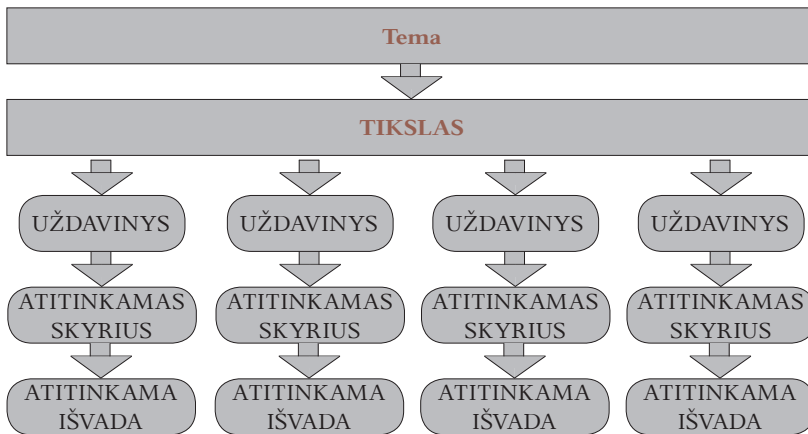 Tema
TIKSLAS
UŽDAVINYS
UŽDAVINYS
UŽDAVINYS
UŽDAVINYS
ATITINKAMAS
SKYRIUS
ATITINKAMAS
SKYRIUS
ATITINKAMAS
SKYRIUS
ATITINKAMAS
SKYRIUS
ATITINKAMA
IŠVADA
ATITINKAMA
IŠVADA
ATITINKAMA
IŠVADA
ATITINKAMA
IŠVADA